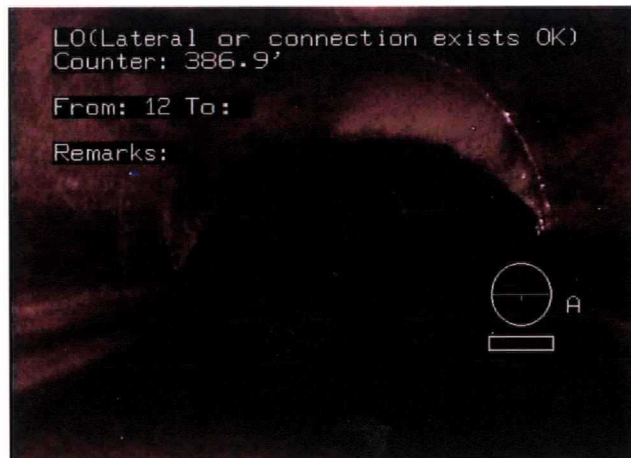 LO(Lateral or connection exists OK)
Counter: 386.9'
From: 12 To:
Remarks:
A